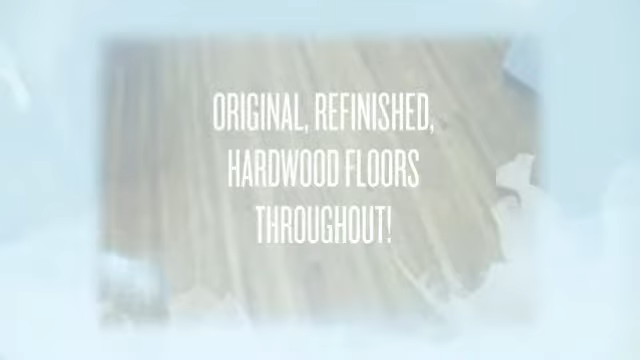 ORIGINAL, REFINISHED,
HARDWOOD FLOORS
THROUGHOUT!